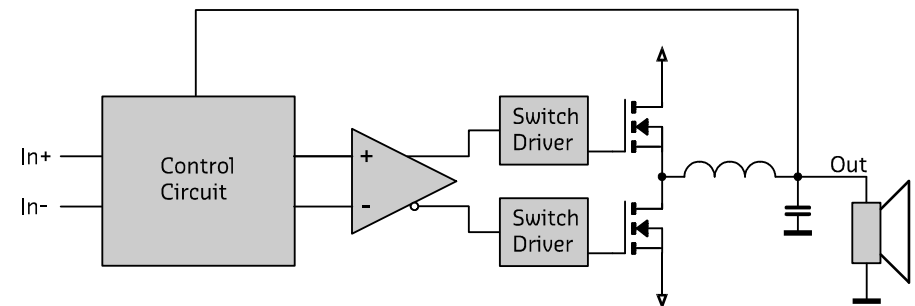 In+
In-
Control
Circuit
+
-
Switch
Driver
Switch
Driver
Out